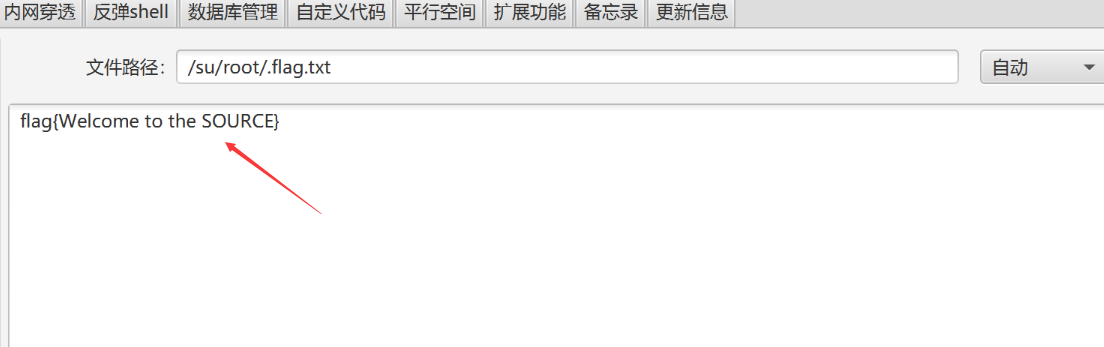 内网穿透 反弹shell 数据库管理 自定义代码 平行空间 扩展功能 备忘录 更新信息
文件路径： /su/root/.flag.txt 自动
flag{Welcome to the SOURCE}